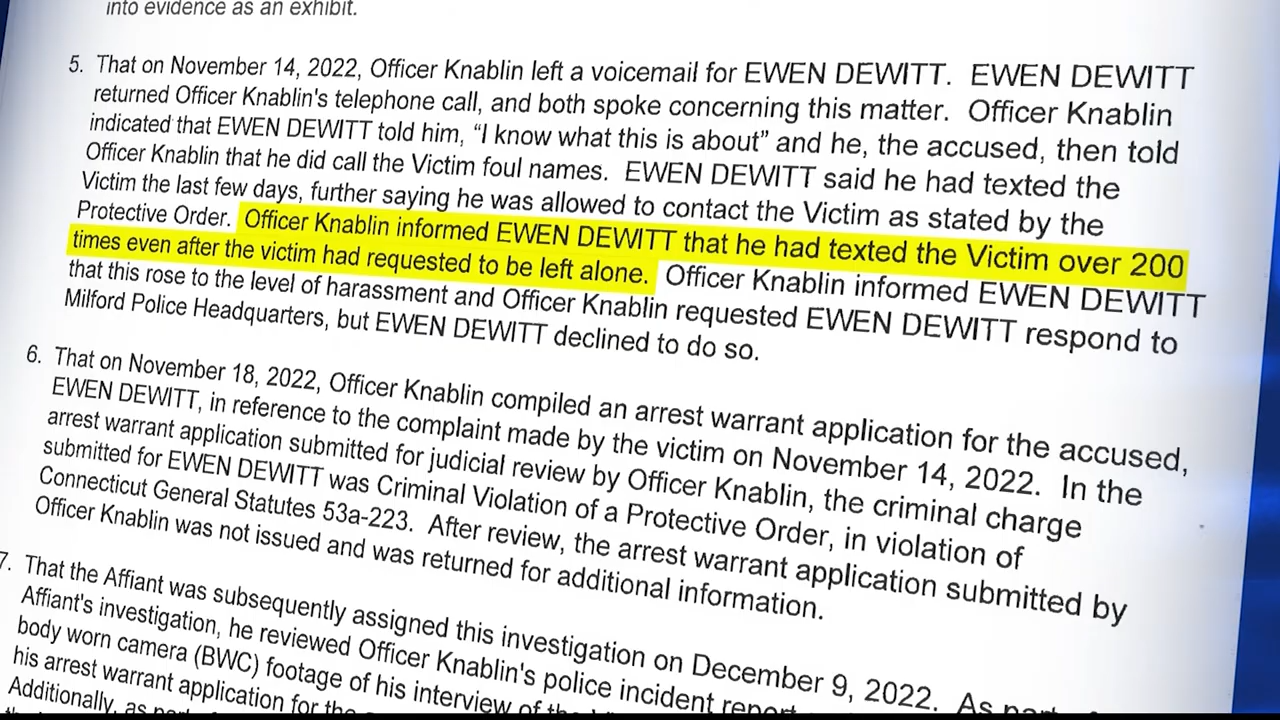 into evidence as an exhibit.
5. That on November 14, 2022, Officer Knablin left a voicemail for EWEN DEWITT. EWEN DEWITT
returned Officer Knablin's telephone call, and both spoke concerning this matter. Officer Knablin
indicated that EWEN DEWITT told him, “I know what this is about” and he, the accused, then told
Officer Knablin that he did call the Victim foul names. EWEN DEWITT said he had texted the
Victim the last few days, further saying he was allowed to contact the Victim as stated by the
Protective Order. Officer Knablin informed EWEN DEWITT that he had texted the Victim over 200
times even after the victim had requested to be left alone. Officer Knablin informed EWEN DEWITT
that this rose to the level of harassment and Officer Knablin requested EWEN DEWITT respond to
Milford Police Headquarters, but EWEN DEWITT declined to do so.
6. That on November 18, 2022, Officer Knablin compiled an arrest warrant application for the accused,
EWEN DEWITT, in reference to the complaint made by the victim on November 14, 2022. In the
arrest warrant application submitted for judicial review by Officer Knablin, the criminal charge
submitted for EWEN DEWITT was Criminal Violation of a Protective Order, in violation of
Connecticut General Statutes 53a-223. After review, the arrest warrant application submitted by
Officer Knablin was not issued and was returned for additional information.
7. That the Affiant was subsequently assigned this investigation on December 9, 2022. As part
Affiant's investigation, he reviewed Officer Knablin's police incident report
body worn camera (BWC) footage of his interview of the
his arrest warrant application for the
Additionally, as